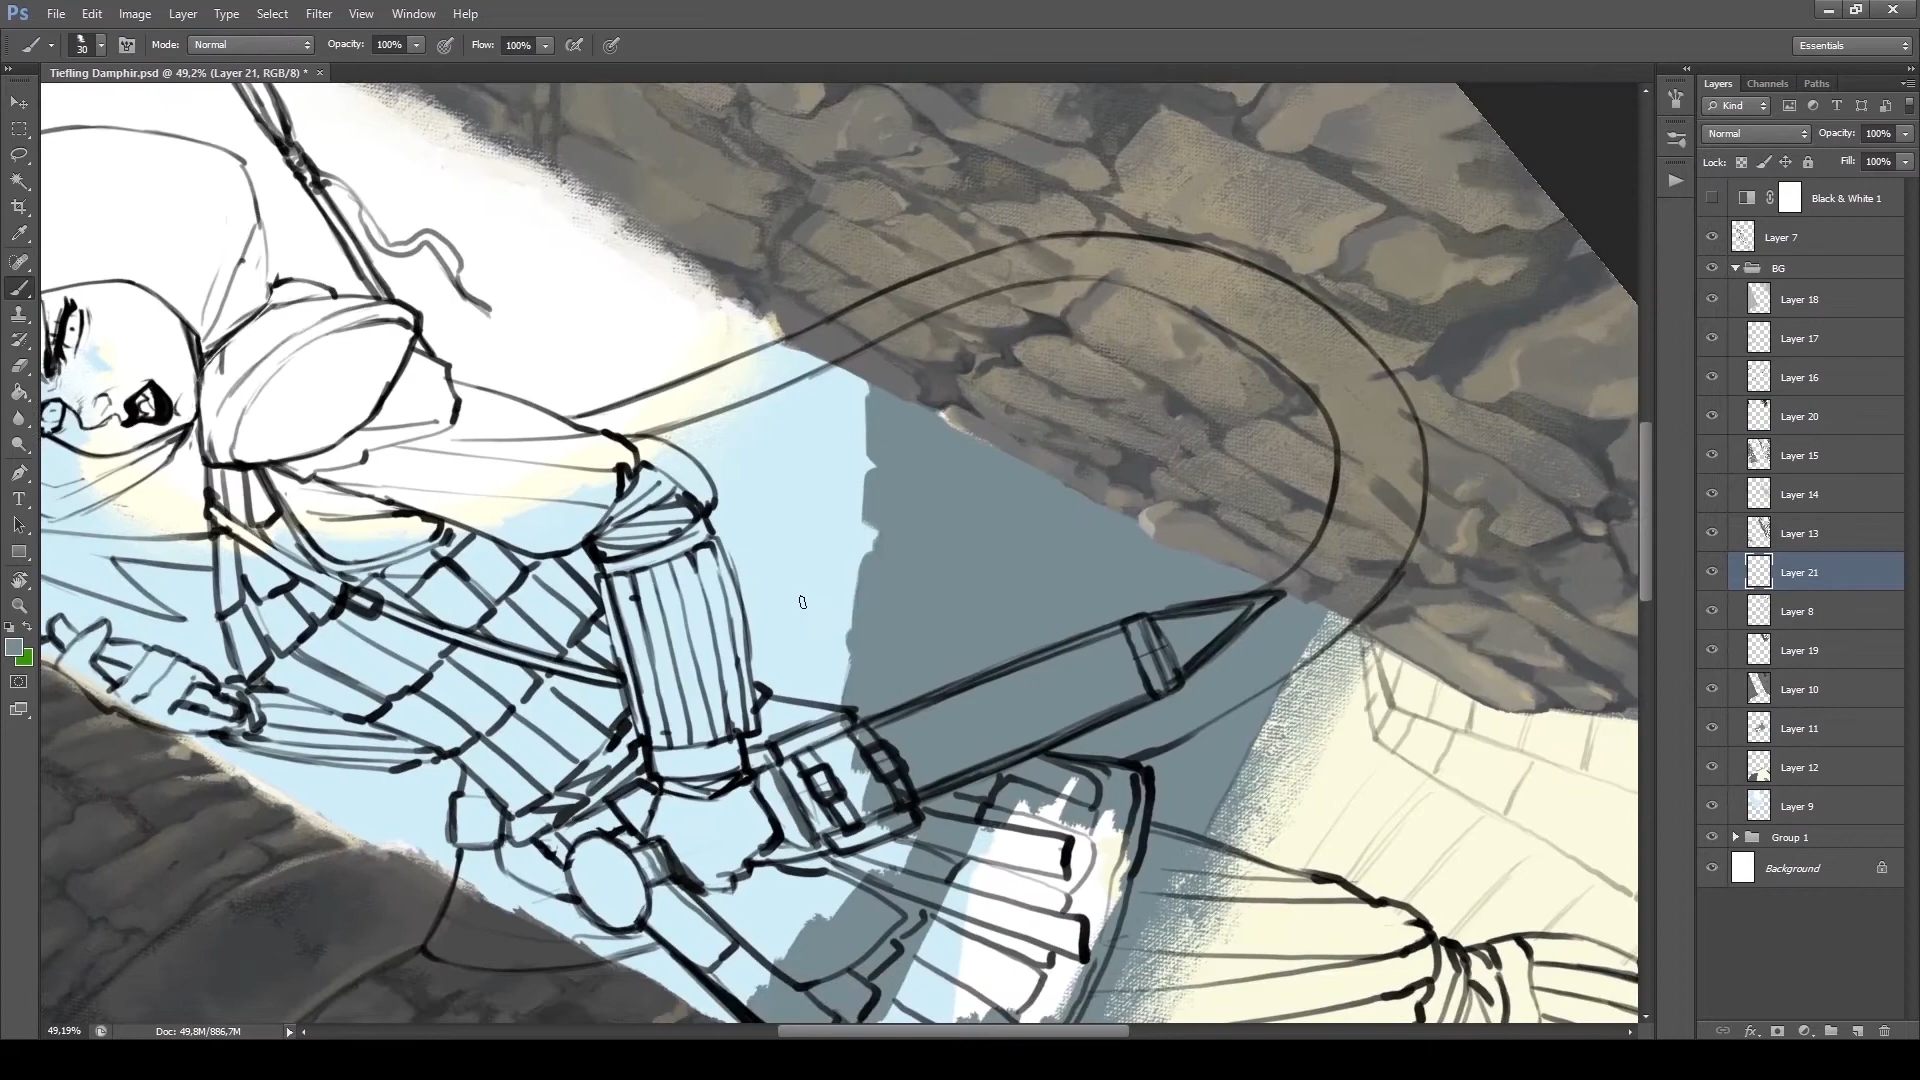 Ps File Edit Image Layer Type Select Filter Extract View Window Help
30 Mode: Normal Opacity: 100% Flow: 100% Essentials
Tiefling Damphir.psd @ 49,2% (Layer 21, RGB/8) * ×
Layers Channels Paths
Kind
Normal Opacity: 100%
Lock: Fill: 100%
Black & White 1
Layer 7
BG
Layer 18
Layer 17
Layer 16
Layer 20
Layer 15
Layer 14
Layer 13
Layer 21
Layer 8
Layer 19
Layer 10
Layer 11
Layer 12
Layer 9
Group 1
Background
49,19% Doc: 49,8M/886,7M